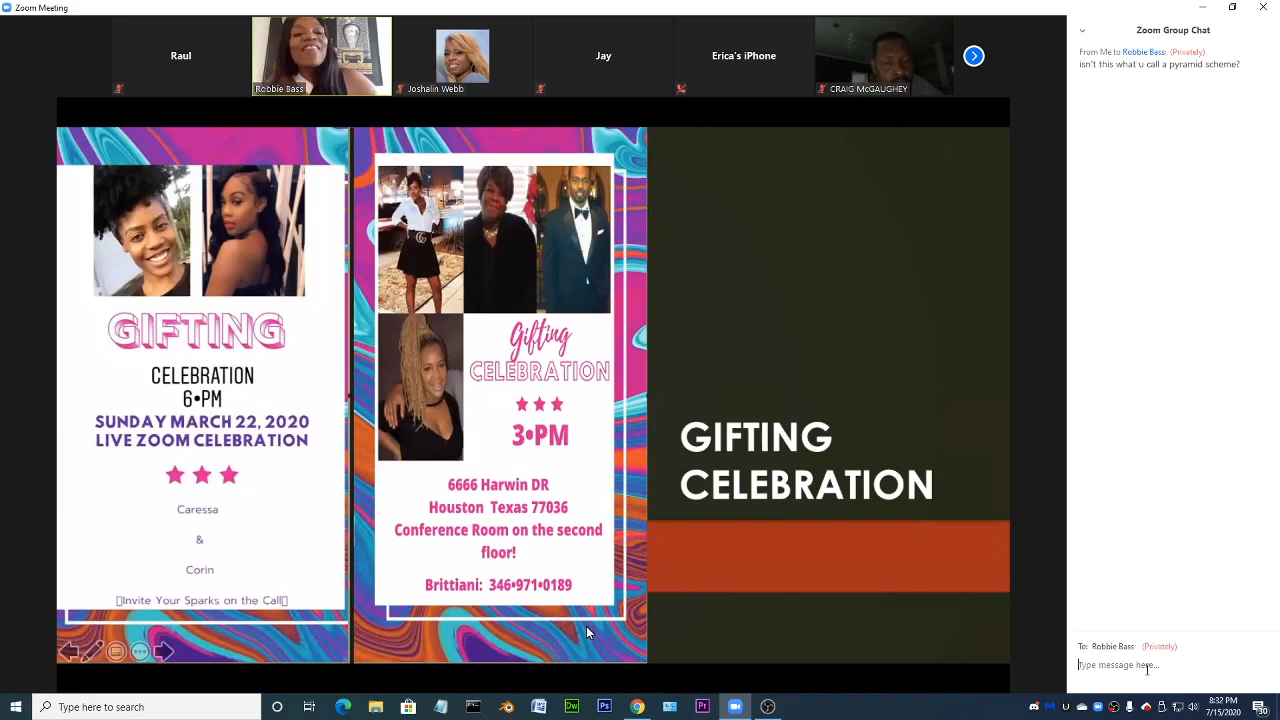 Zoom Meeting
Raul
Robbie Bass
Joshalin Webb
Jay
Erica's iPhone
CRAIG McGAUGHEY
GIFTING
CELEBRATION
6•PM
SUNDAY MARCH 22, 2020
LIVE ZOOM CELEBRATION
Caressa
&
Corin
Invite Your Sparks on the Call
Gifting
CELEBRATION
3•PM
6666 Harwin DR
Houston Texas 77036
Conference Room on the second
floor!
Brittiani: 346•971•0189
GIFTING
CELEBRATION
Zoom Group Chat
From Me to Robbie Bass: (Privately)
isn't this what u call a pyramid scheme?
To: Robbie Bass (Privately)
Type message here...
Type here to search
Dw
Ps
Pr
8:32 PM
7/15/2020